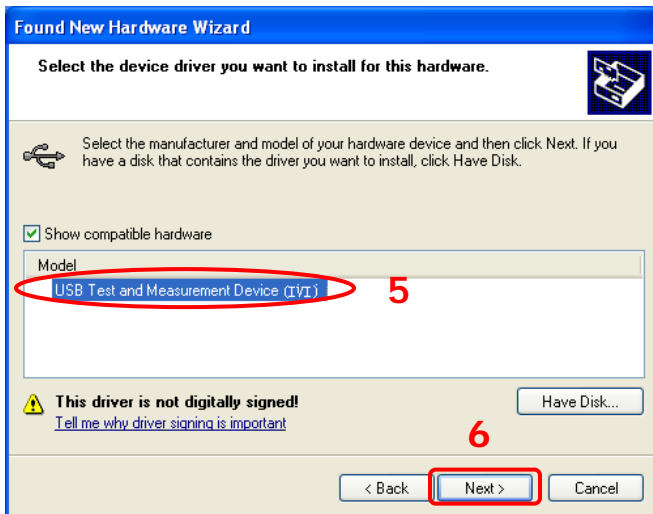 Found New Hardware Wizard
Select the device driver you want to install for this hardware.
Select the manufacturer and model of your hardware device and then click Next. If you
have a disk that contains the driver you want to install, click Have Disk.
Show compatible hardware
Model
USB Test and Measurement Device (IVI)
5
This driver is not digitally signed!
Have Disk...
Tell me why driver signing is important
6
< Back
Next >
Cancel